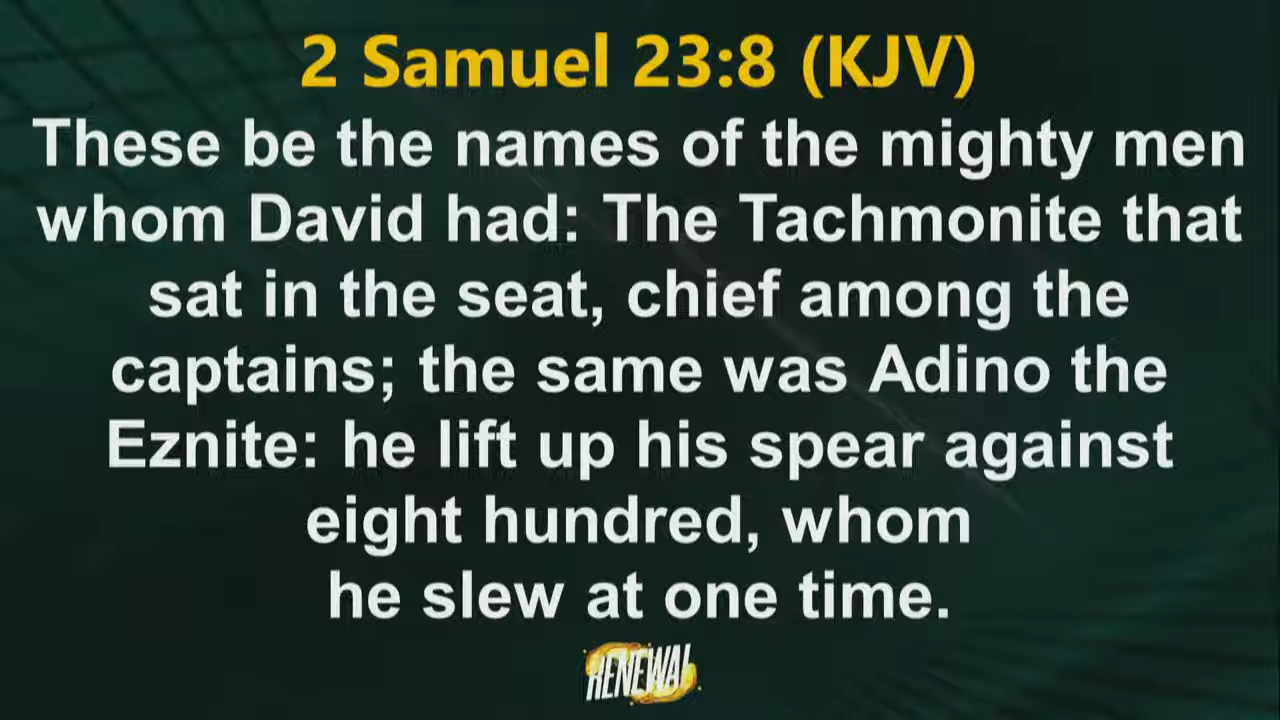 2 Samuel 23:8 (KJV)
These be the names of the mighty men
whom David had: The Tachmonite that
sat in the seat, chief among the
captains; the same was Adino the
Eznite: he lift up his spear against
eight hundred, whom
he slew at one time.
RENEWAL